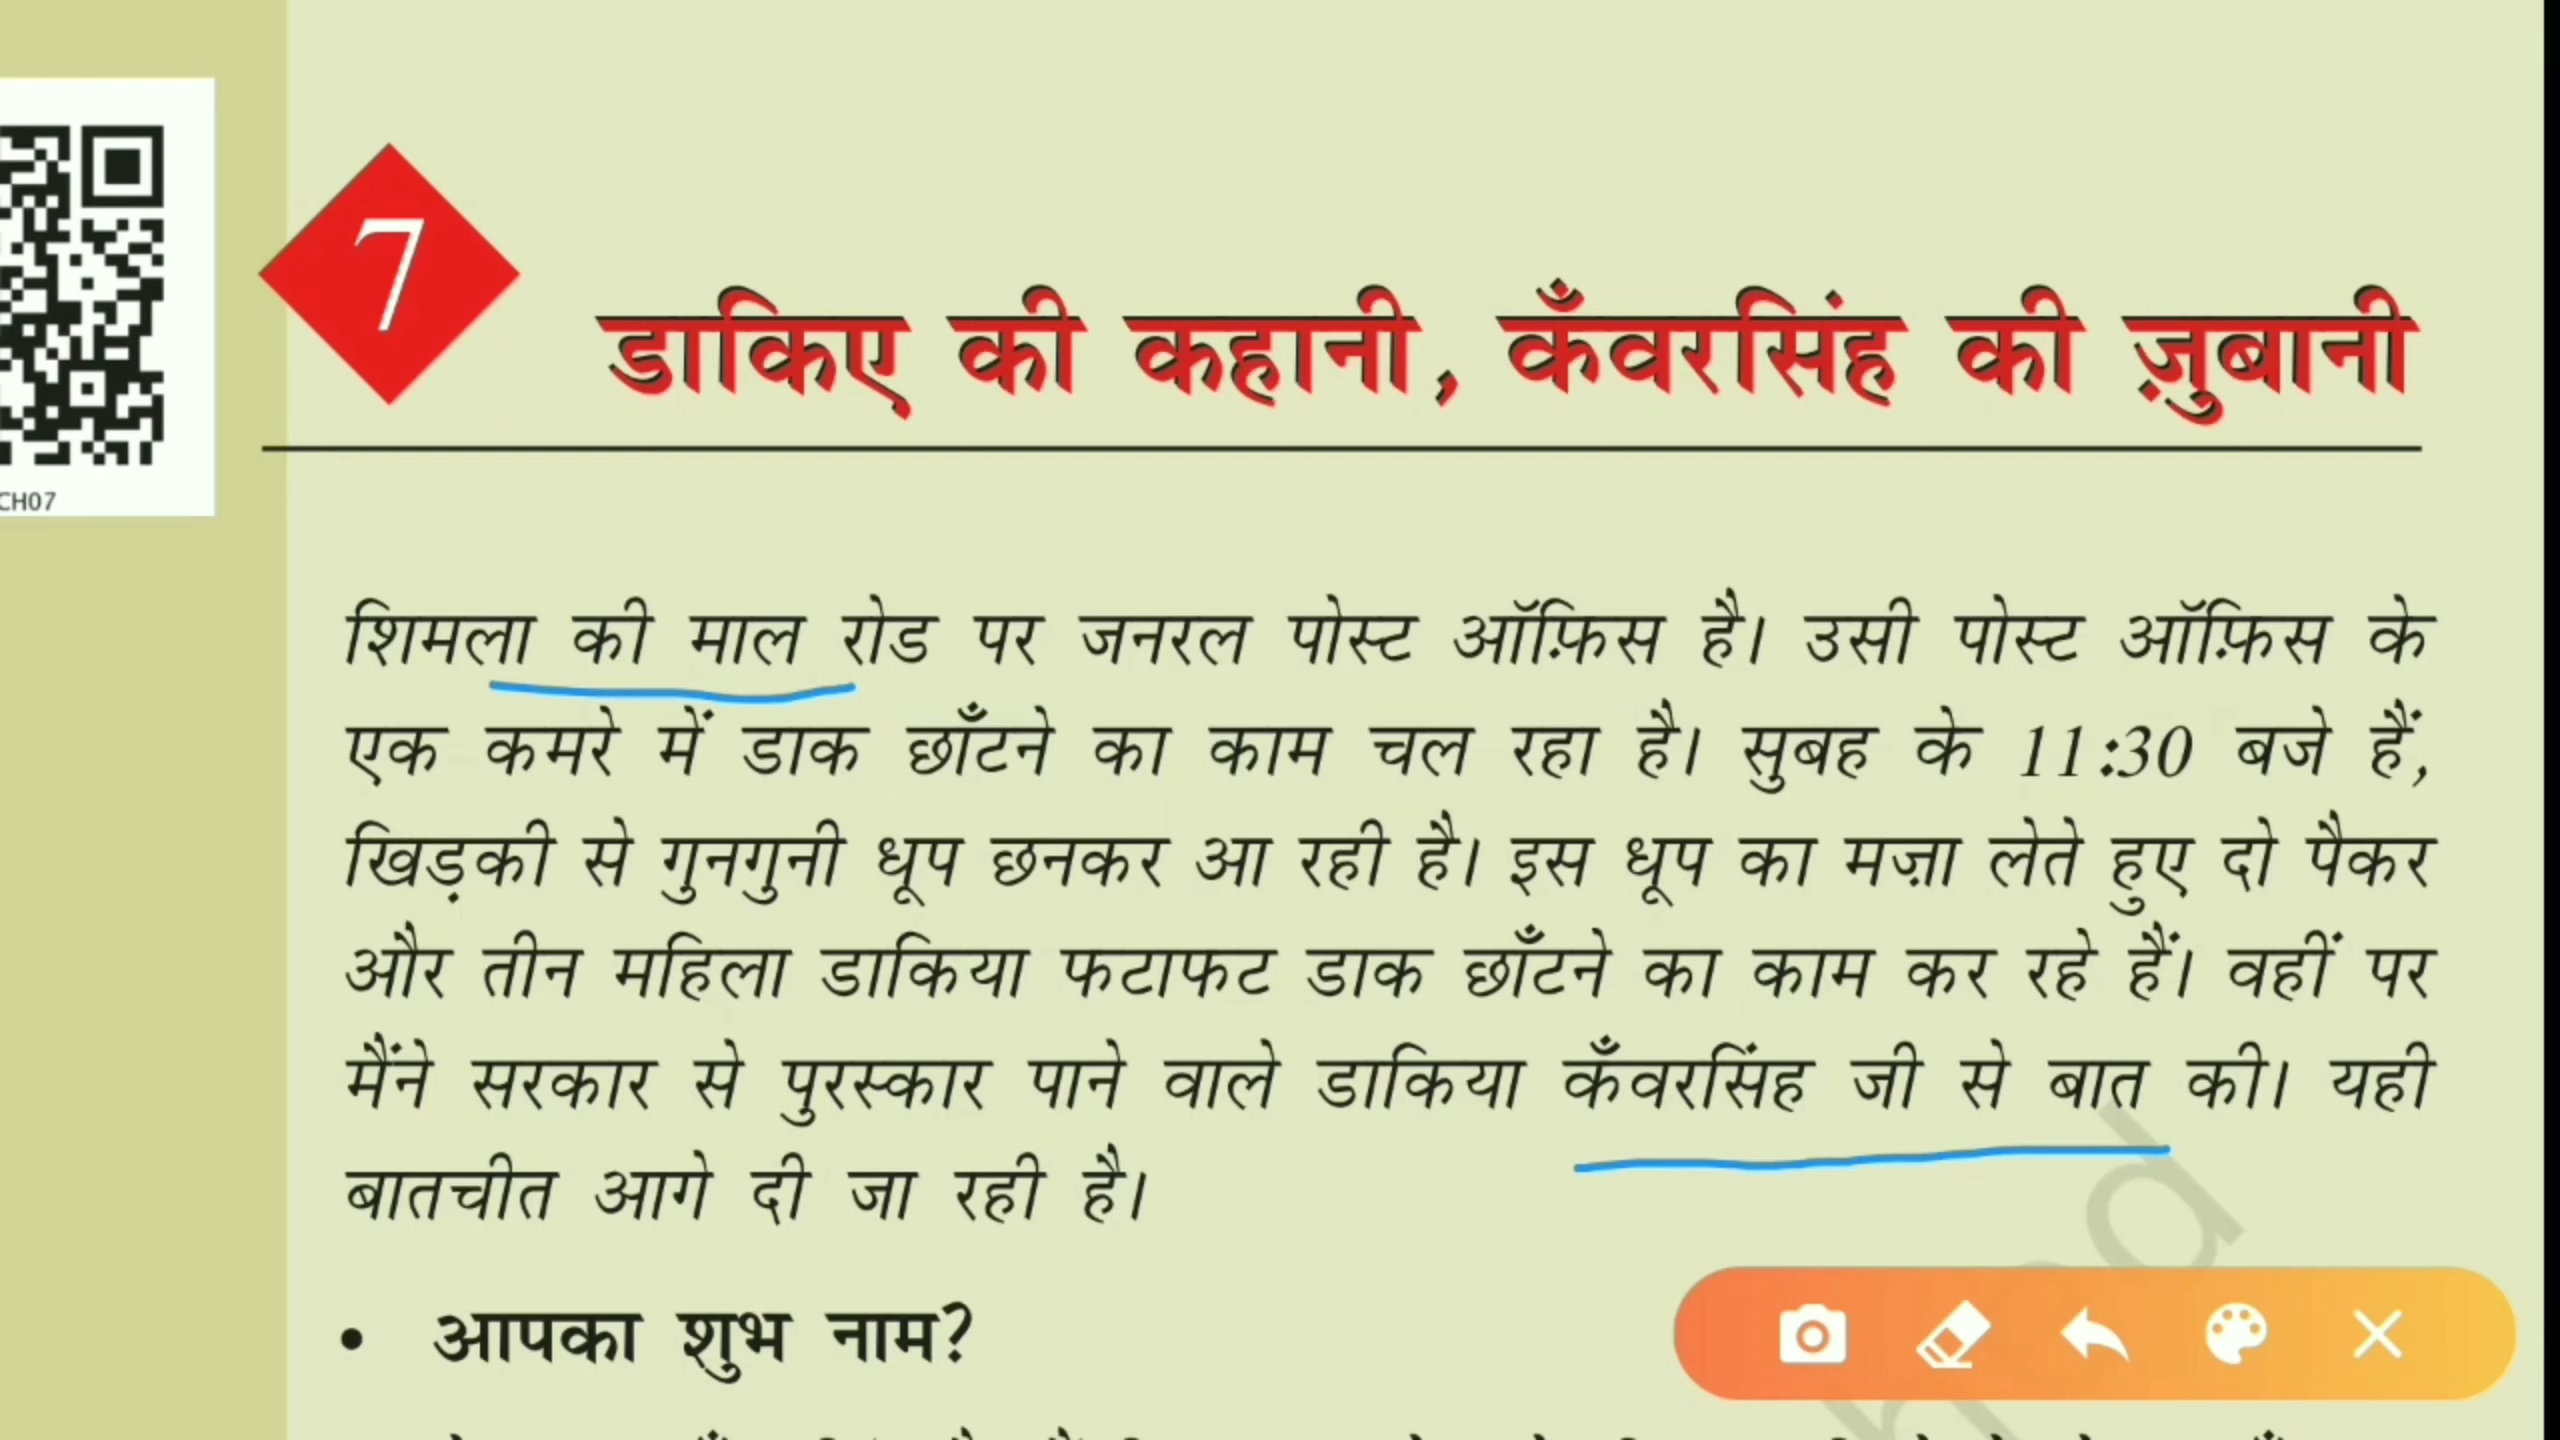 CH07
7
डाकिए की कहानी, कँवरसिंह की ज़ुबानी
शिमला की माल रोड पर जनरल पोस्ट ऑफ़िस है। उसी पोस्ट ऑफ़िस के
एक कमरे में डाक छाँटने का काम चल रहा है। सुबह के 11:30 बजे हैं,
खिड़की से गुनगुनी धूप छनकर आ रही है। इस धूप का मज़ा लेते हुए दो पैकर
और तीन महिला डाकिया फटाफट डाक छाँटने का काम कर रहे हैं। वहीं पर
मैंने सरकार से पुरस्कार पाने वाले डाकिया कँवरसिंह जी से बात की। यही
बातचीत आगे दी जा रही है।
• आपका शुभ नाम?